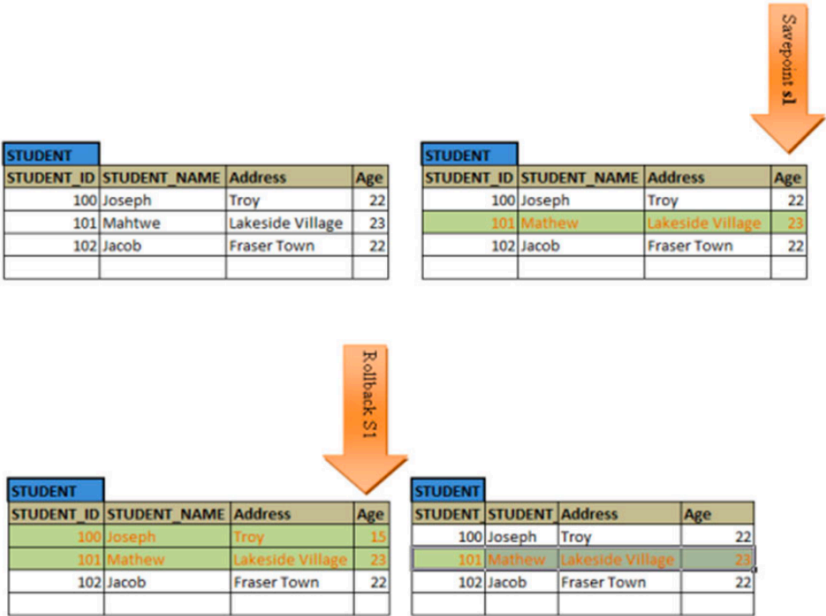 Savepoint s1
STUDENT
STUDENT_ID STUDENT_NAME Address Age
100 Joseph Troy 22
101 Mahtwe Lakeside Village 23
102 Jacob Fraser Town 22
STUDENT
STUDENT_ID STUDENT_NAME Address Age
100 Joseph Troy 22
101 Mathew Lakeside Village 23
102 Jacob Fraser Town 22
Rollback S1
STUDENT
STUDENT_ID STUDENT_NAME Address Age
100 Joseph Troy 15
101 Mathew Lakeside Village 23
102 Jacob Fraser Town 22
STUDENT
STUDENT_ STUDENT_ Address Age
100 Joseph Troy 22
101 Mathew Lakeside Village 23
102 Jacob Fraser Town 22